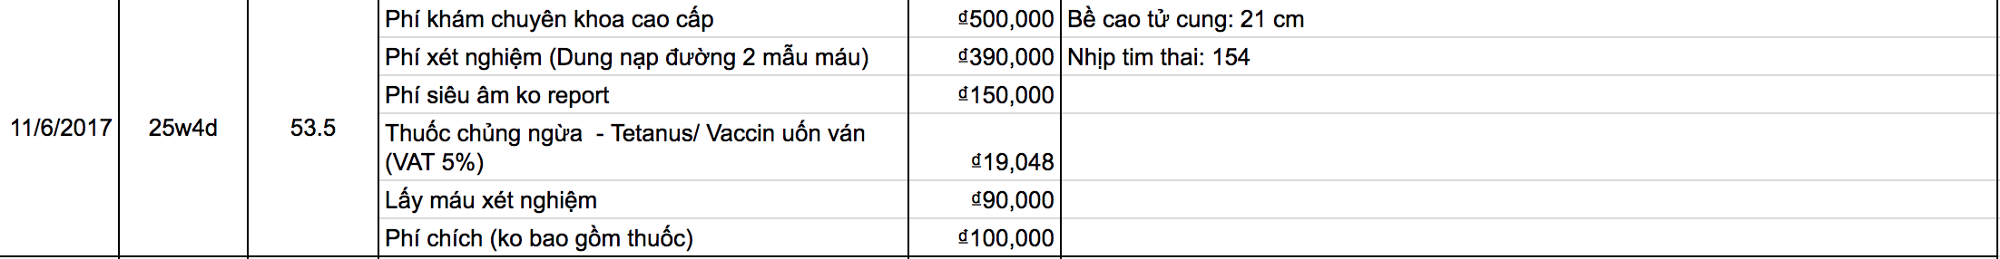 Phí khám chuyên khoa cao cấp ₫500,000 Bề cao tử cung: 21 cm
Phí xét nghiệm (Dung nạp đường 2 mẫu máu) ₫390,000 Nhịp tim thai: 154
Phí siêu âm ko report ₫150,000
11/6/2017 25w4d 53.5
Thuốc chủng ngừa - Tetanus/ Vaccin uốn ván
(VAT 5%) ₫19,048
Lấy máu xét nghiệm ₫90,000
Phí chích (ko bao gồm thuốc) ₫100,000